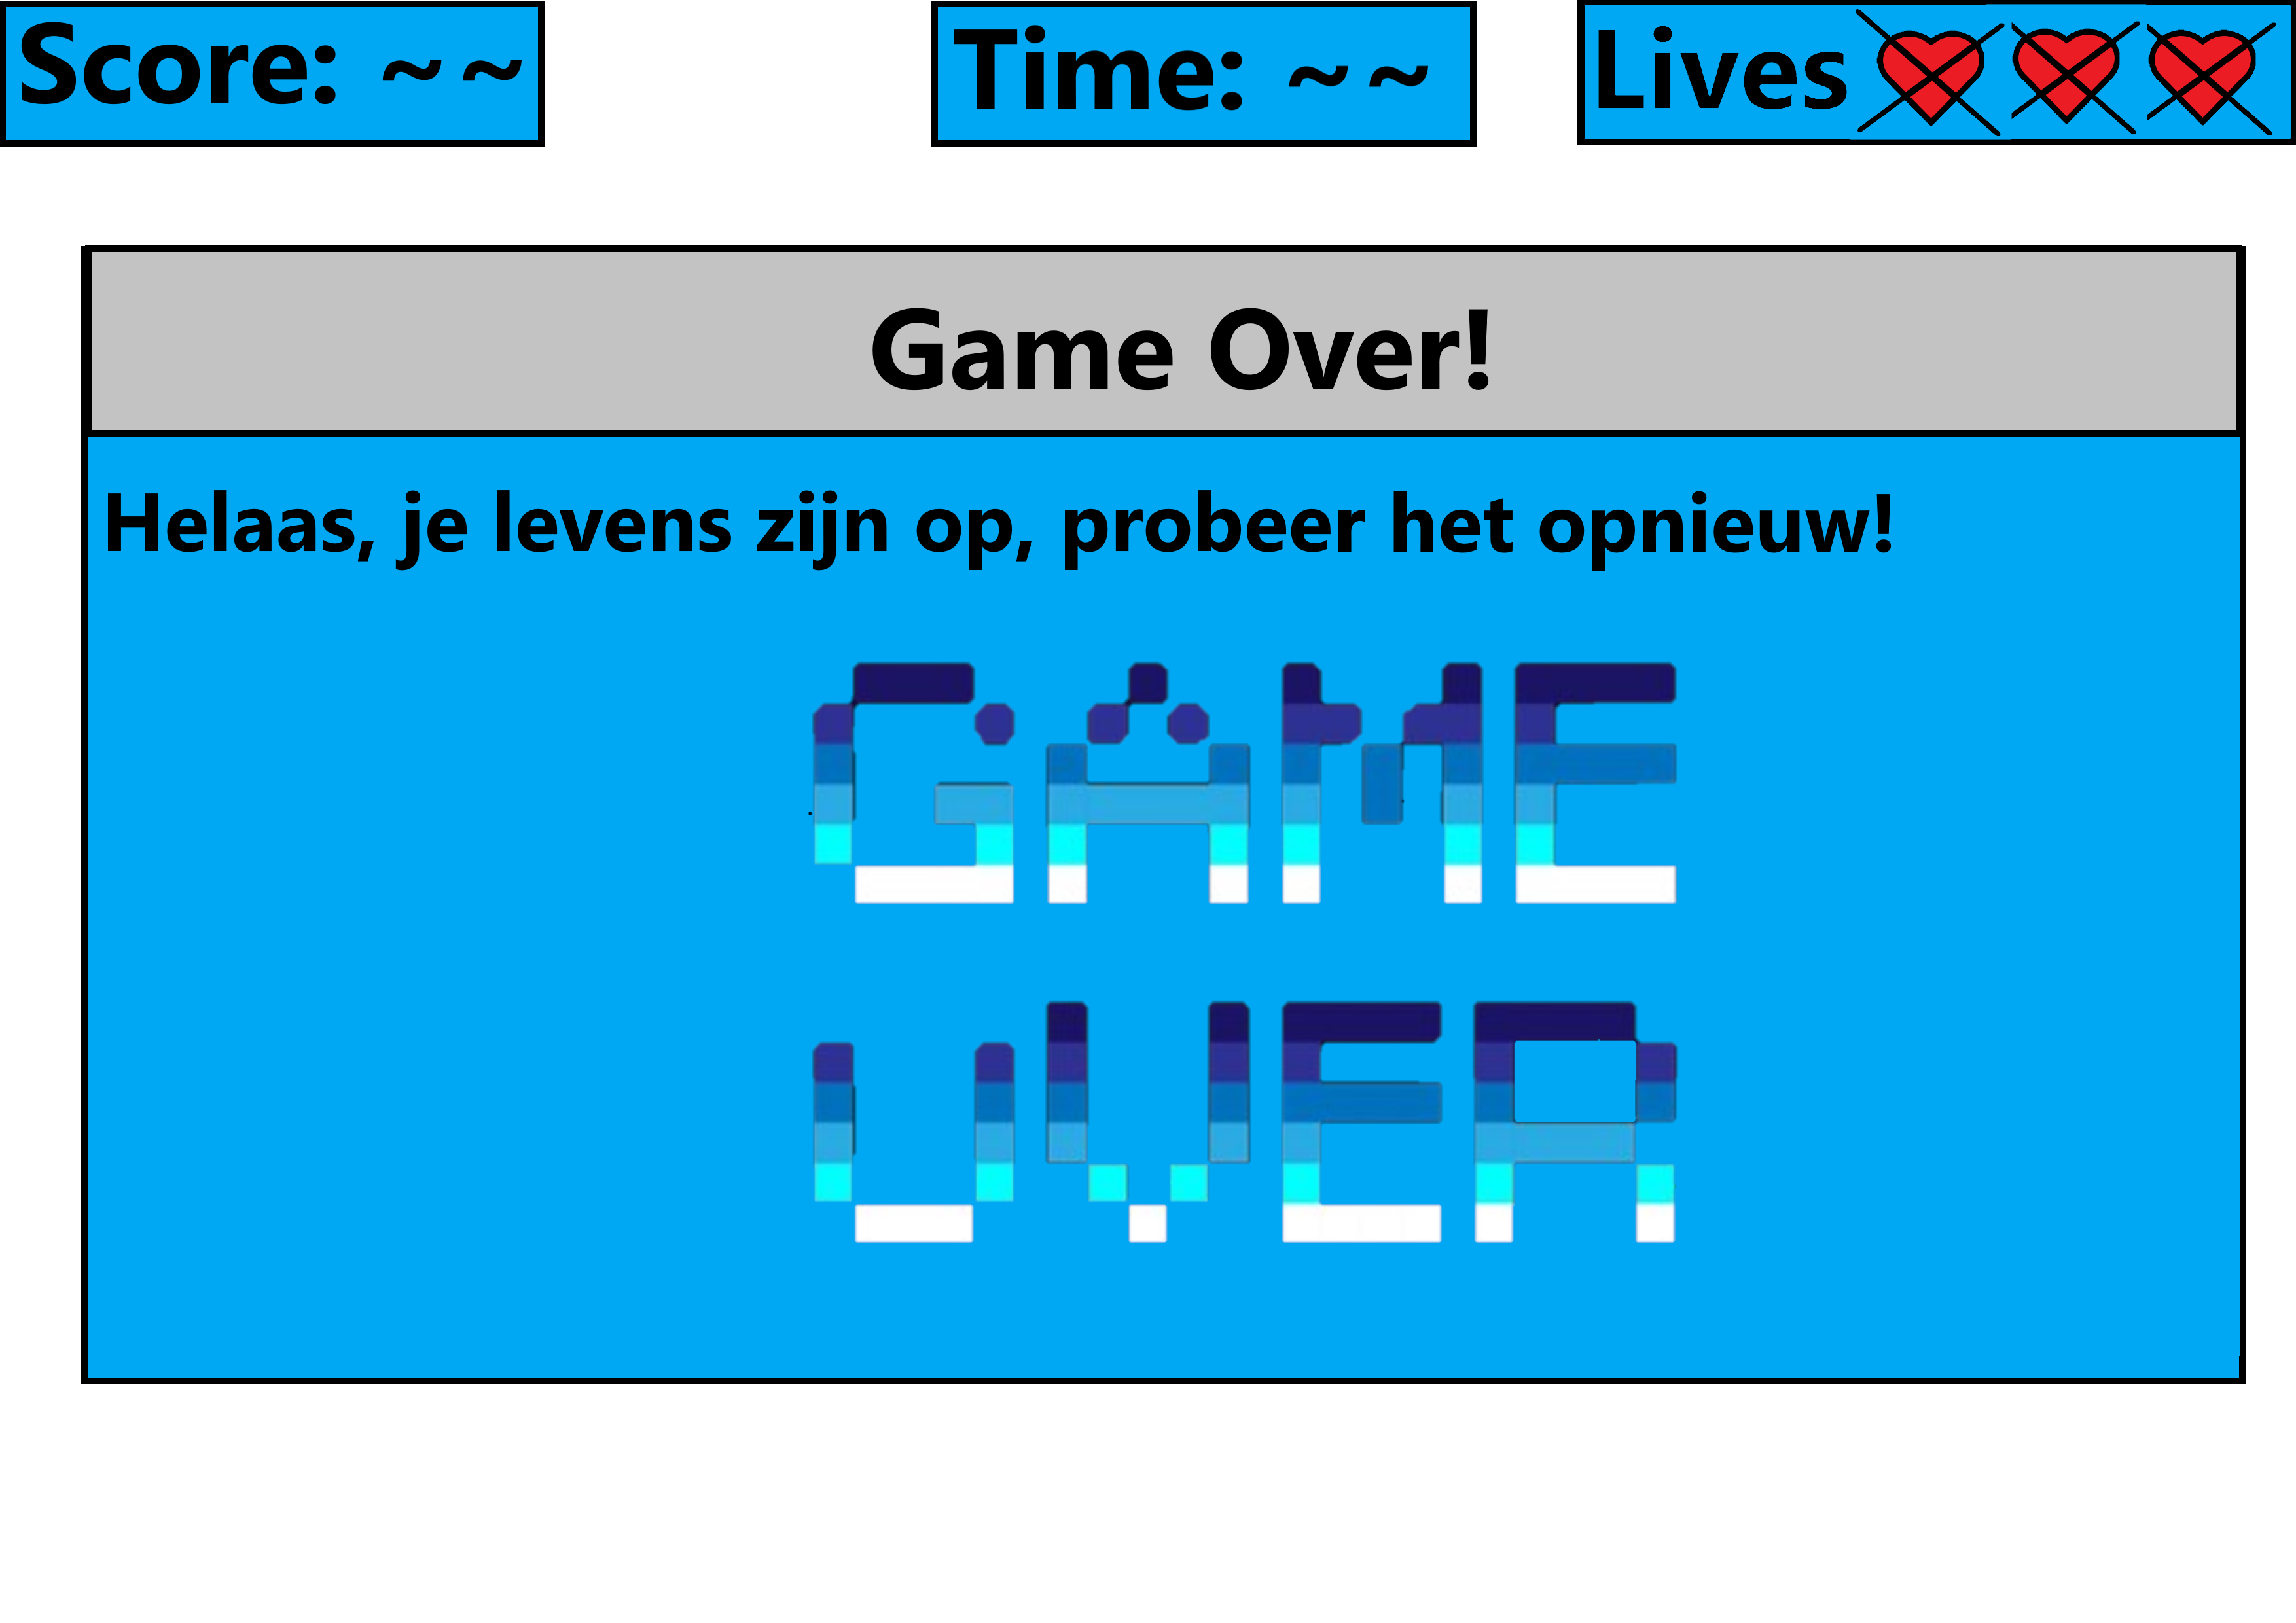 Score: ~ ~
Time: ~ ~
Lives
Game Over!
Helaas, je levens zijn op, probeer het opnieuw!
GAME
OVER